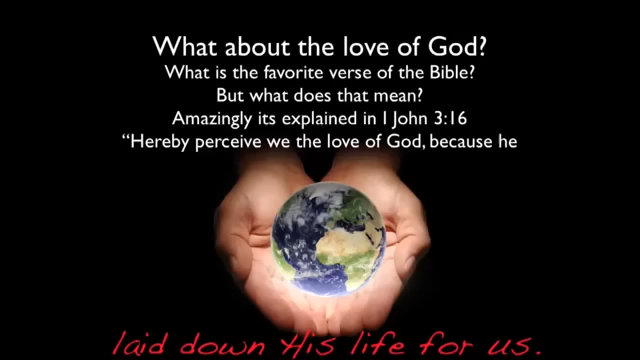 What about the love of God?
What is the favorite verse of the Bible?
But what does that mean?
Amazingly its explained in I John 3:16
“Hereby perceive we the love of God, because he
laid down His life for us.